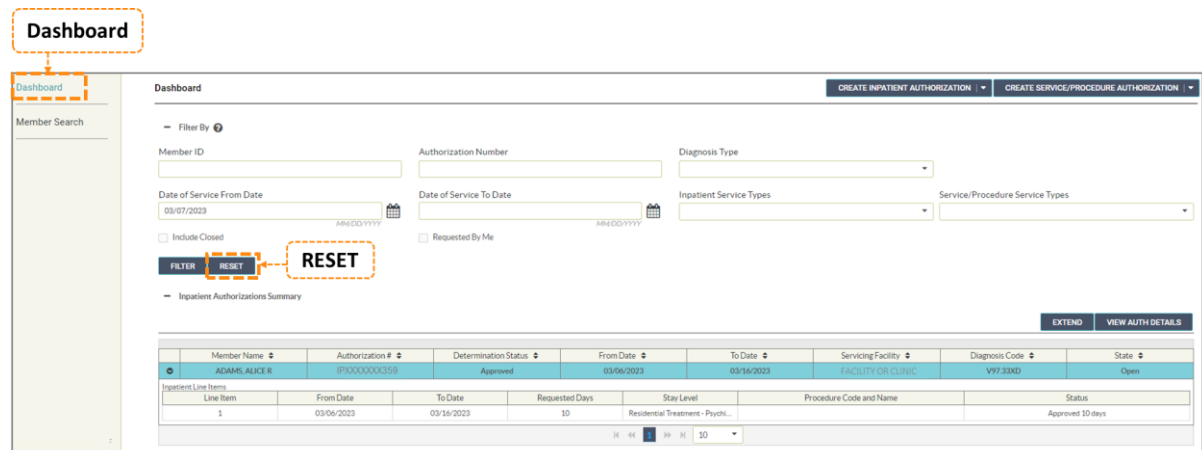 Dashboard
Dashboard
Member Search
Dashboard
CREATE INPATIENT AUTHORIZATION
CREATE SERVICE/PROCEDURE AUTHORIZATION
Filter By
Member ID Authorization Number Diagnosis Type
Date of Service From Date Date of Service To Date Inpatient Service Types Service/Procedure Service Types
03/07/2023
MM/DD/YYYY MM/DD/YYYY
Include Closed Requested By Me
FILTER RESET RESET
Inpatient Authorizations Summary
EXTEND VIEW AUTH DETAILS
Member Name Authorization # Determination Status From Date To Date Servicing Facility Diagnosis Code State
ADAMS, ALICE R Approved 03/06/2023 03/16/2023 FACILITY OR CLINIC V97.33XD Open
Inpatient Line Items
Line Item From Date To Date Requested Days Stay Level Procedure Code and Name Status
1 03/06/2023 03/16/2023 10 Residential Treatment - Psychi... Approved 10 days
1 10